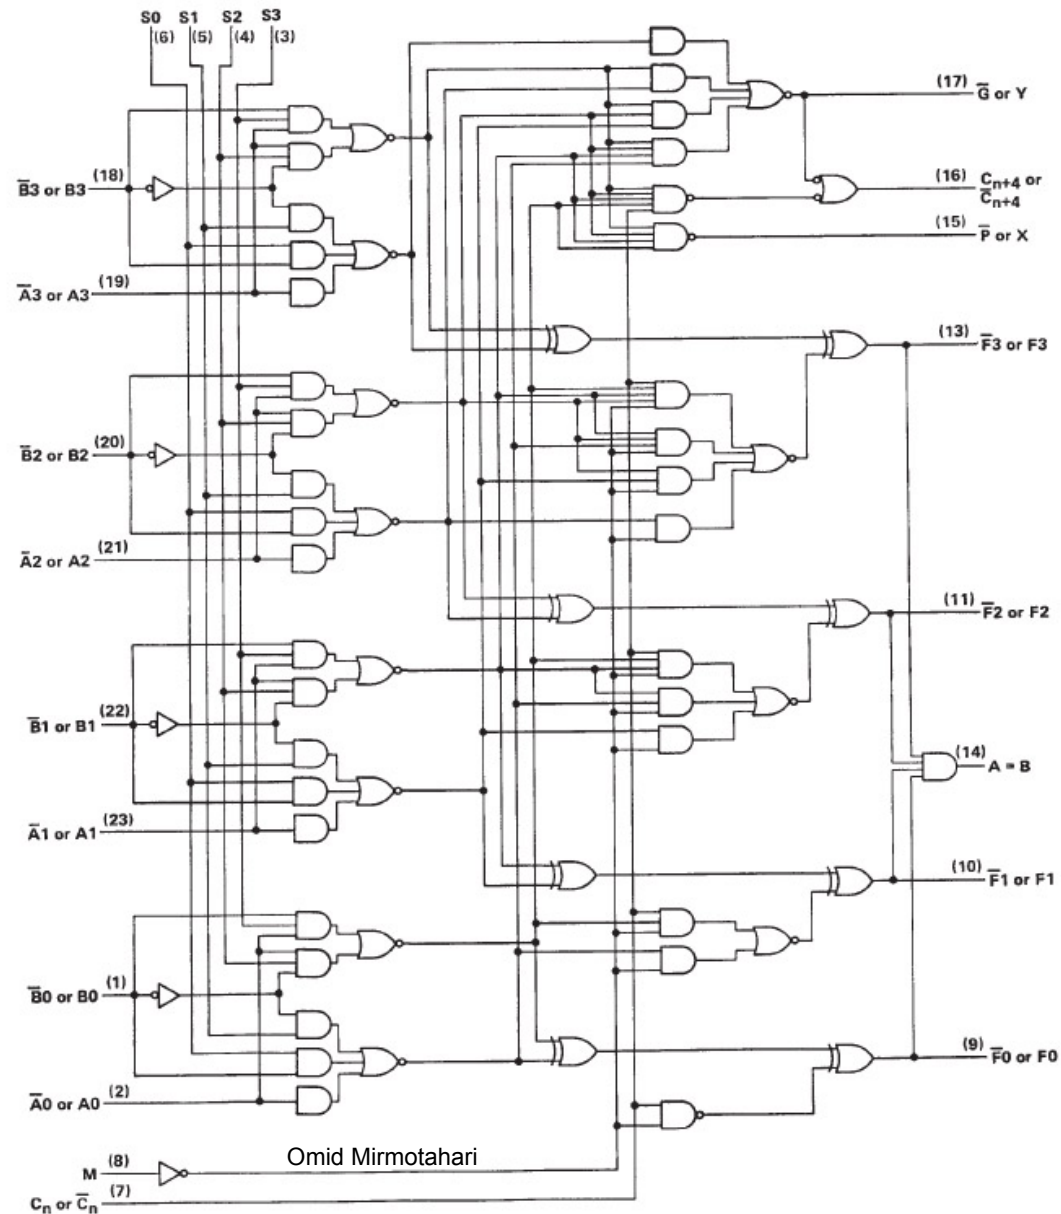 S0 S1 S2 S3
(6) (5) (4) (3)
(17) G̅ or Y
(18)
B̅3 or B3
(16) Cn+4 or
C̅n+4
(15) P̅ or X
(19)
A̅3 or A3
(13) F̅3 or F3
(20)
B̅2 or B2
(21)
A̅2 or A2
(11) F̅2 or F2
(22)
B̅1 or B1
(14) A = B
(23)
A̅1 or A1
(10) F̅1 or F1
(1)
B̅0 or B0
(9) F̅0 or F0
(2)
A̅0 or A0
Omid Mirmotahari
M (8)
Cn or C̅n (7)